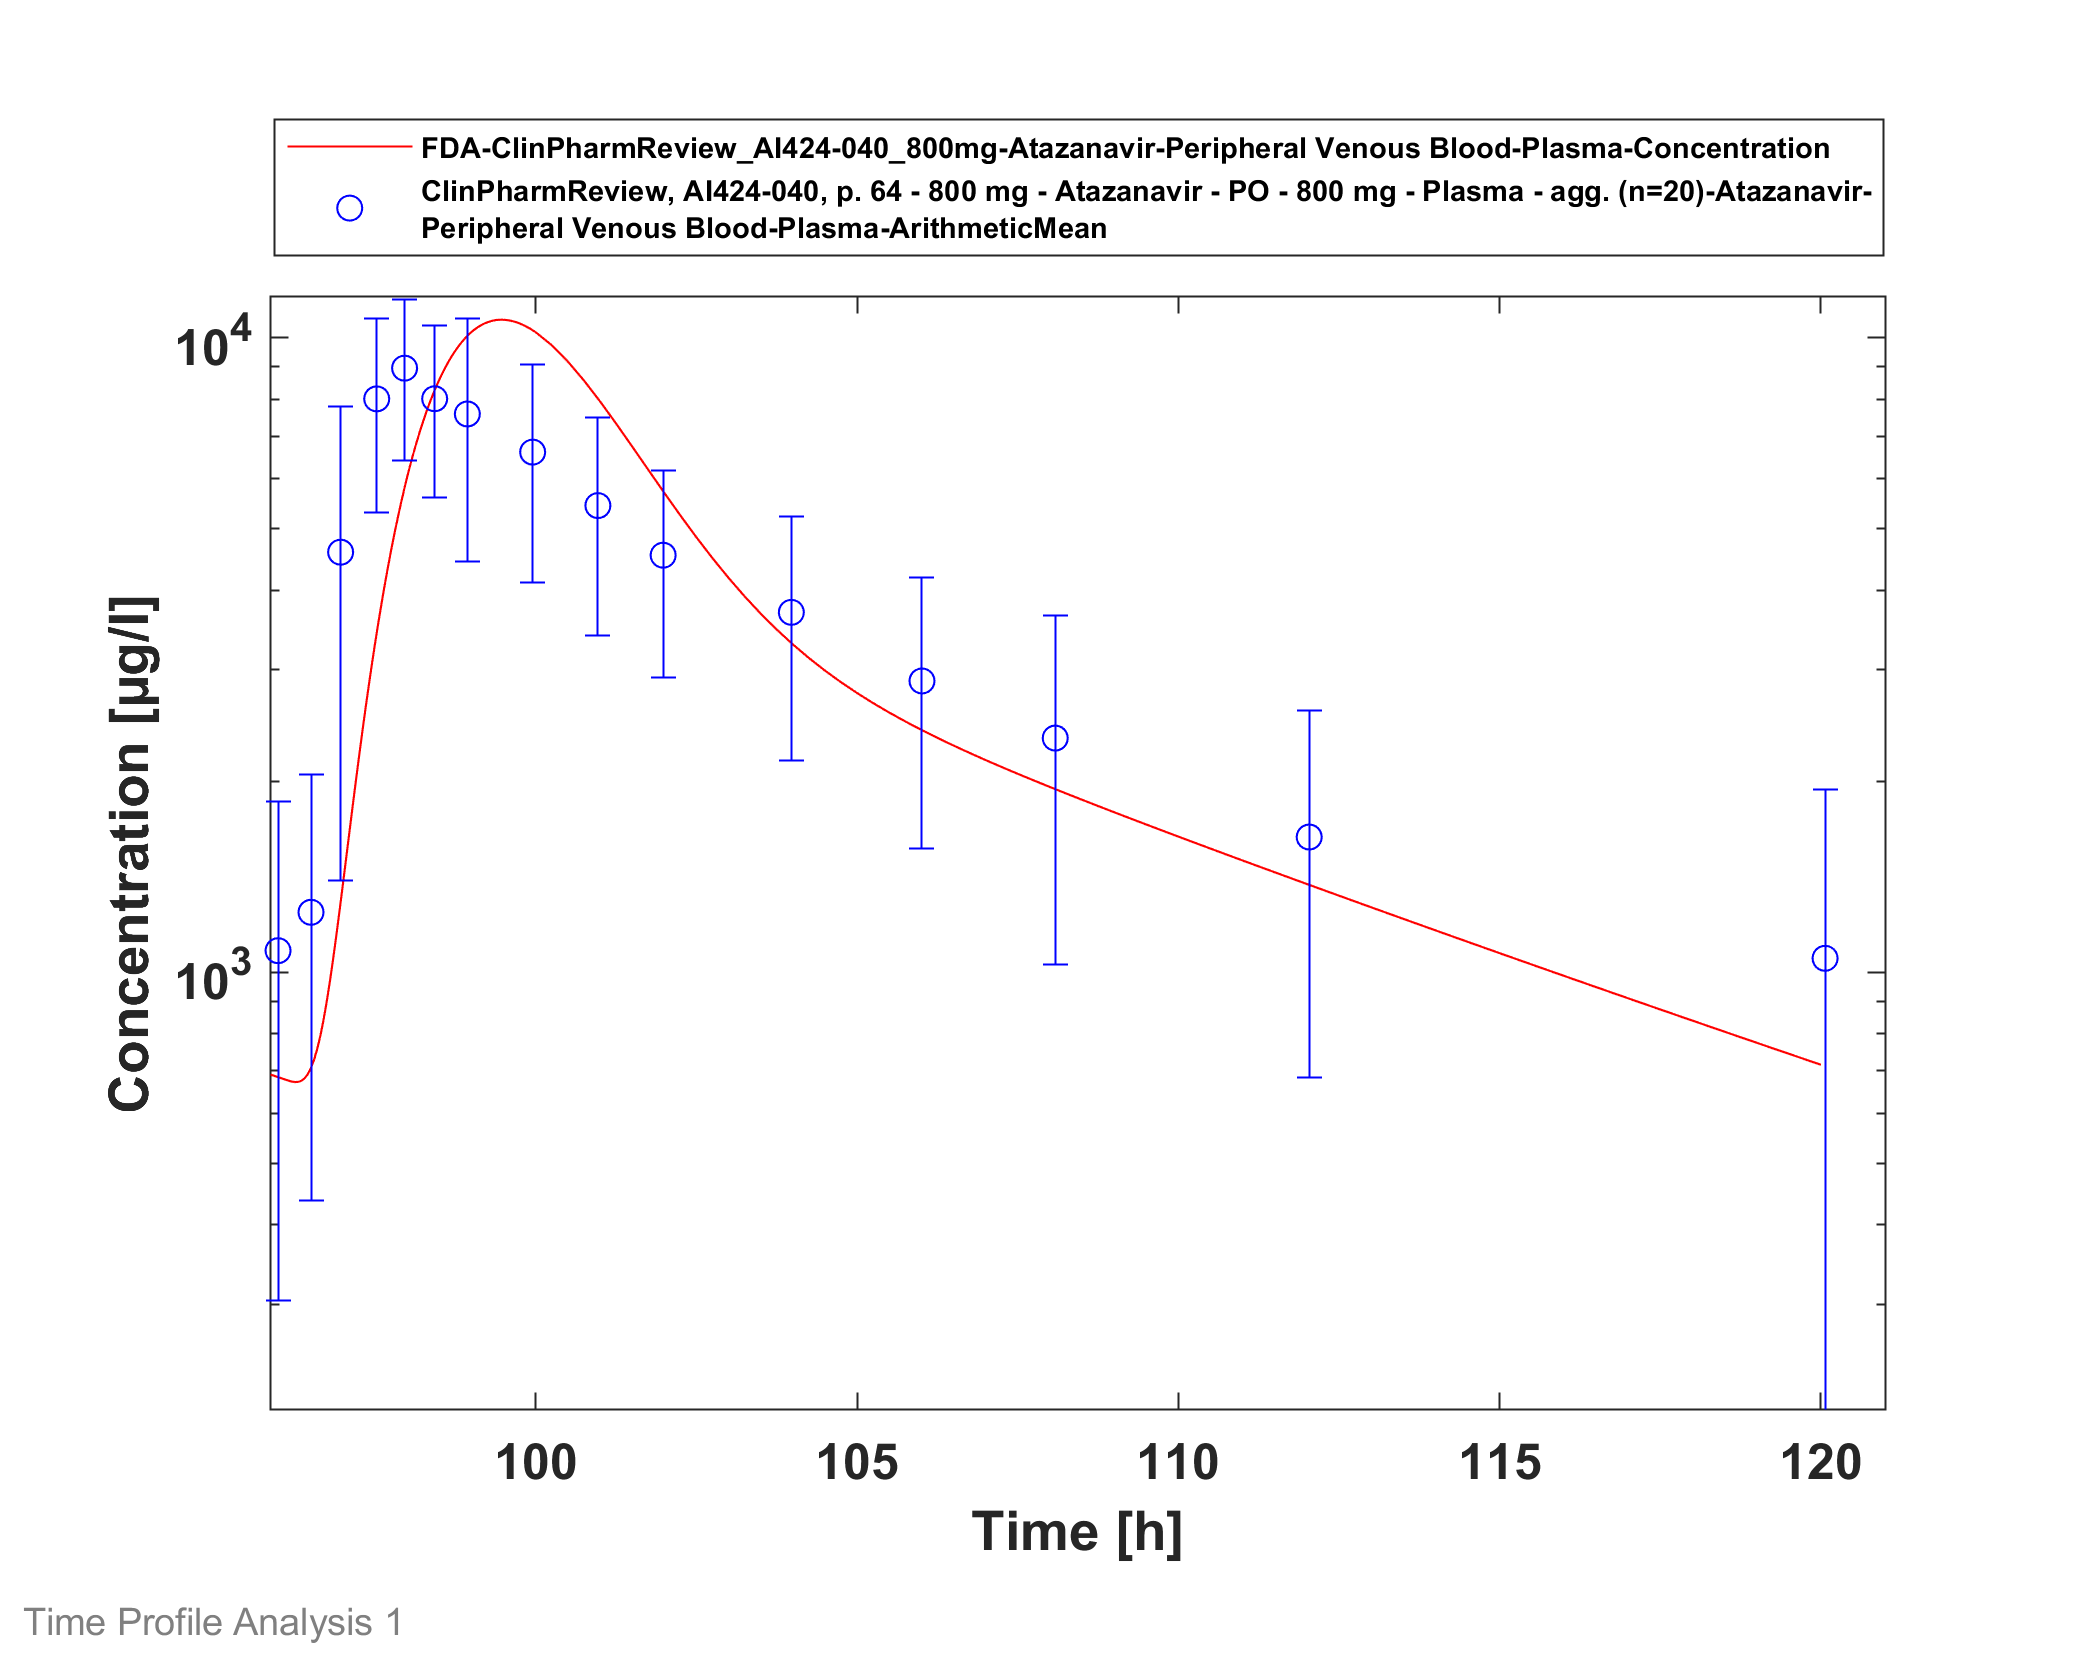 FDA-ClinPharmReview_AI424-040_800mg-Atazanavir-Peripheral Venous Blood-Plasma-Concentration
ClinPharmReview, AI424-040, p. 64 - 800 mg - Atazanavir - PO - 800 mg - Plasma - agg. (n=20)-Atazanavir-
Peripheral Venous Blood-Plasma-ArithmeticMean
10^4
10^3
Concentration [µg/l]
100 105 110 115 120
Time [h]
Time Profile Analysis 1